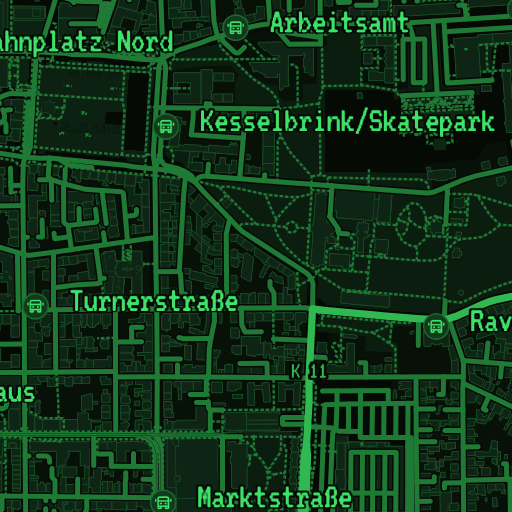 Arbeitsamt
ahnplatz Nord
Kesselbrink/Skatepark
Turnerstraße
Rav
K 11
aus
Marktstraße